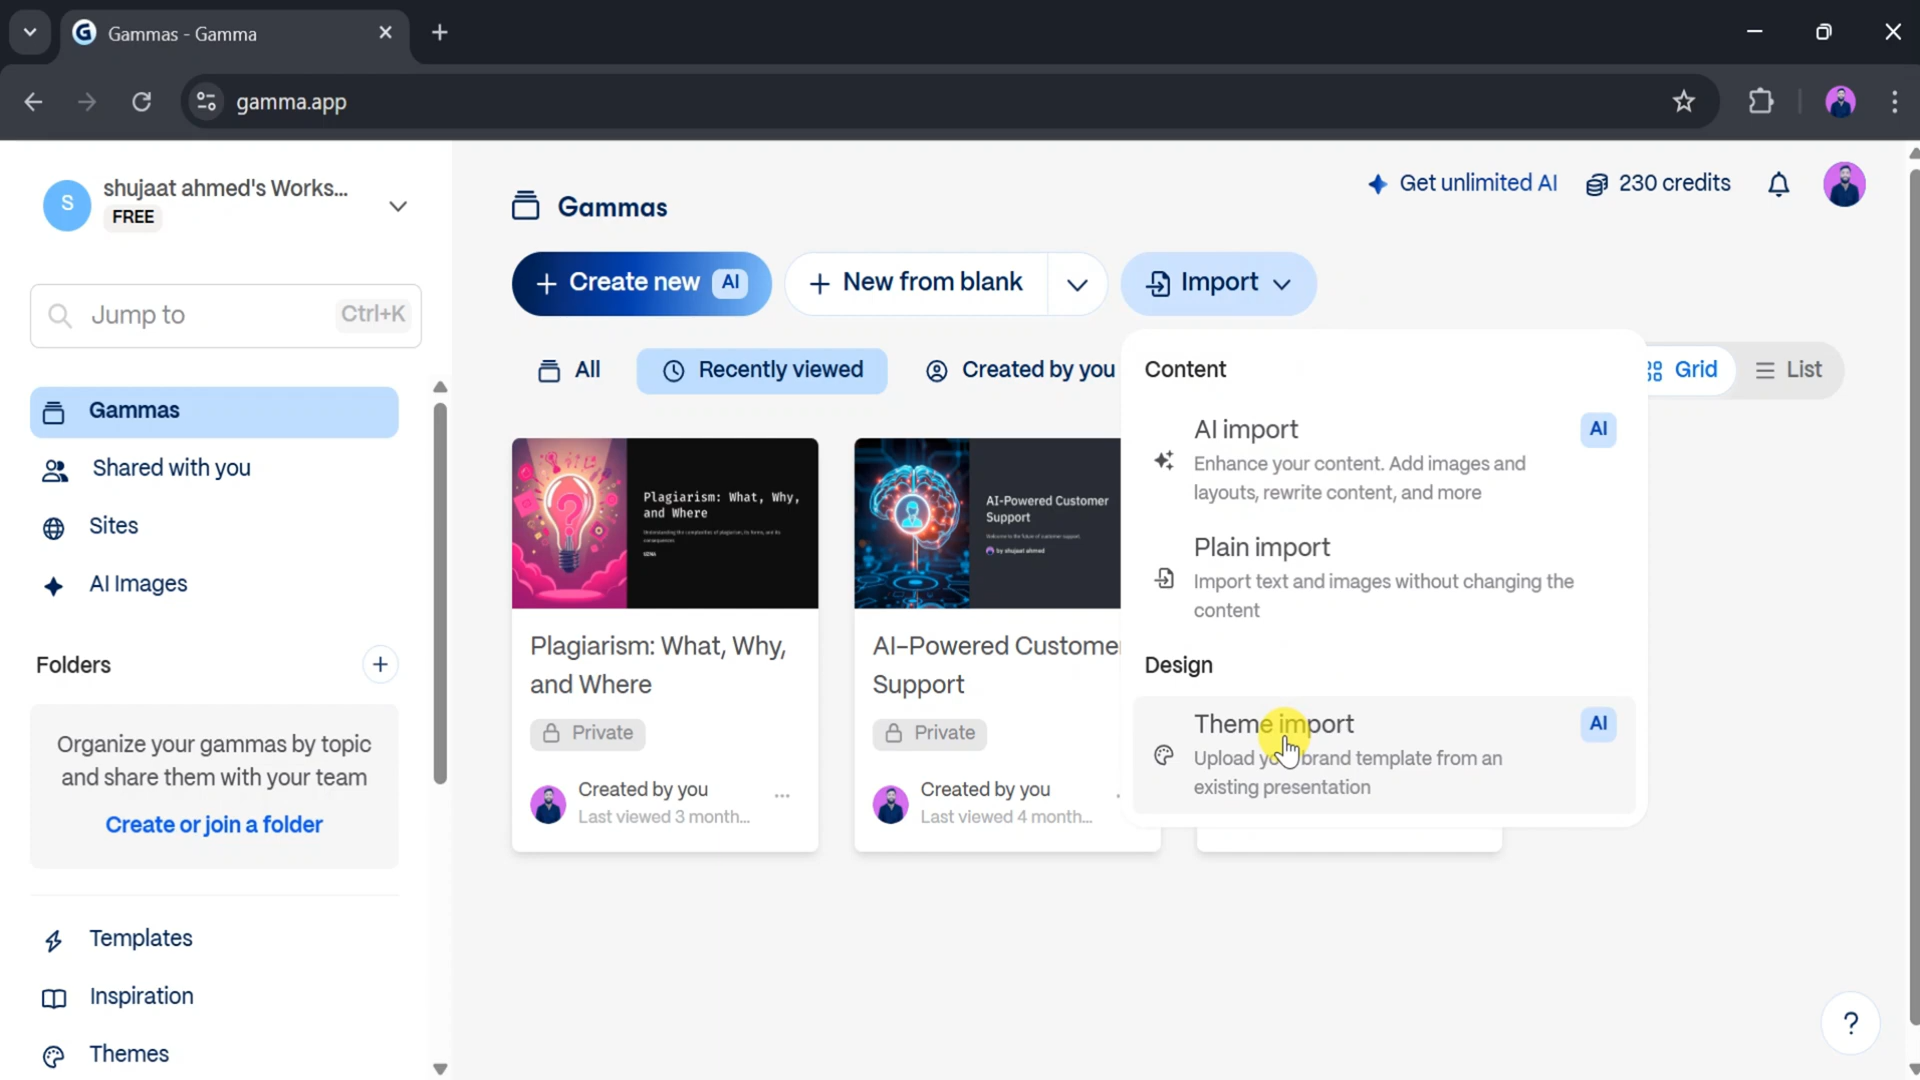 Gammas - Gamma
gamma.app
S
shujaat ahmed's Works...
FREE
Jump to
Ctrl+K
Gammas
Shared with you
Sites
AI Images
Folders
Organize your gammas by topic
and share them with your team
Create or join a folder
Templates
Inspiration
Themes
Gammas
Get unlimited AI
230 credits
Create new AI
New from blank
Import
All
Recently viewed
Created by you
Grid
List
Content
AI import
AI
Enhance your content. Add images and
layouts, rewrite content, and more
Plain import
Import text and images without changing the
content
Design
Theme import
AI
Upload brand template from an
existing presentation
Plagiarism: What, Why,
and Where
Plagiarism: What, Why,
and Where
Private
Created by you
Last viewed 3 month...
AI-Powered Customer
Support
by shujaat ahmed
AI-Powered Custome
Support
Private
Created by you
Last viewed 4 month...
?